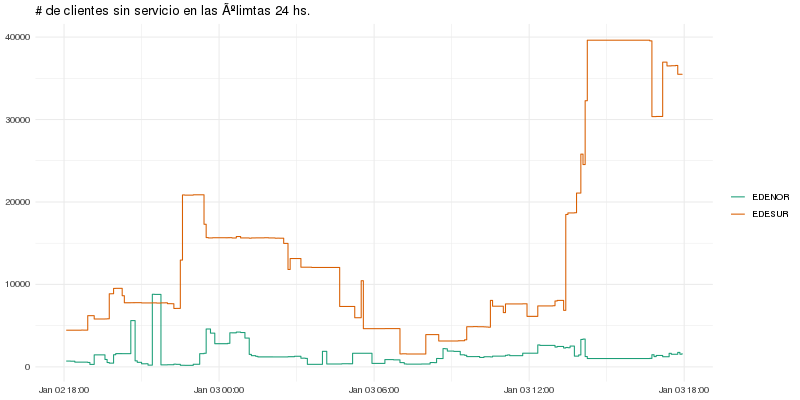 # de clientes sin servicio en las Ãºlimtas 24 hs.
40000
30000
20000
10000
0
EDENOR
EDESUR
Jan 02 18:00
Jan 03 00:00
Jan 03 06:00
Jan 03 12:00
Jan 03 18:00